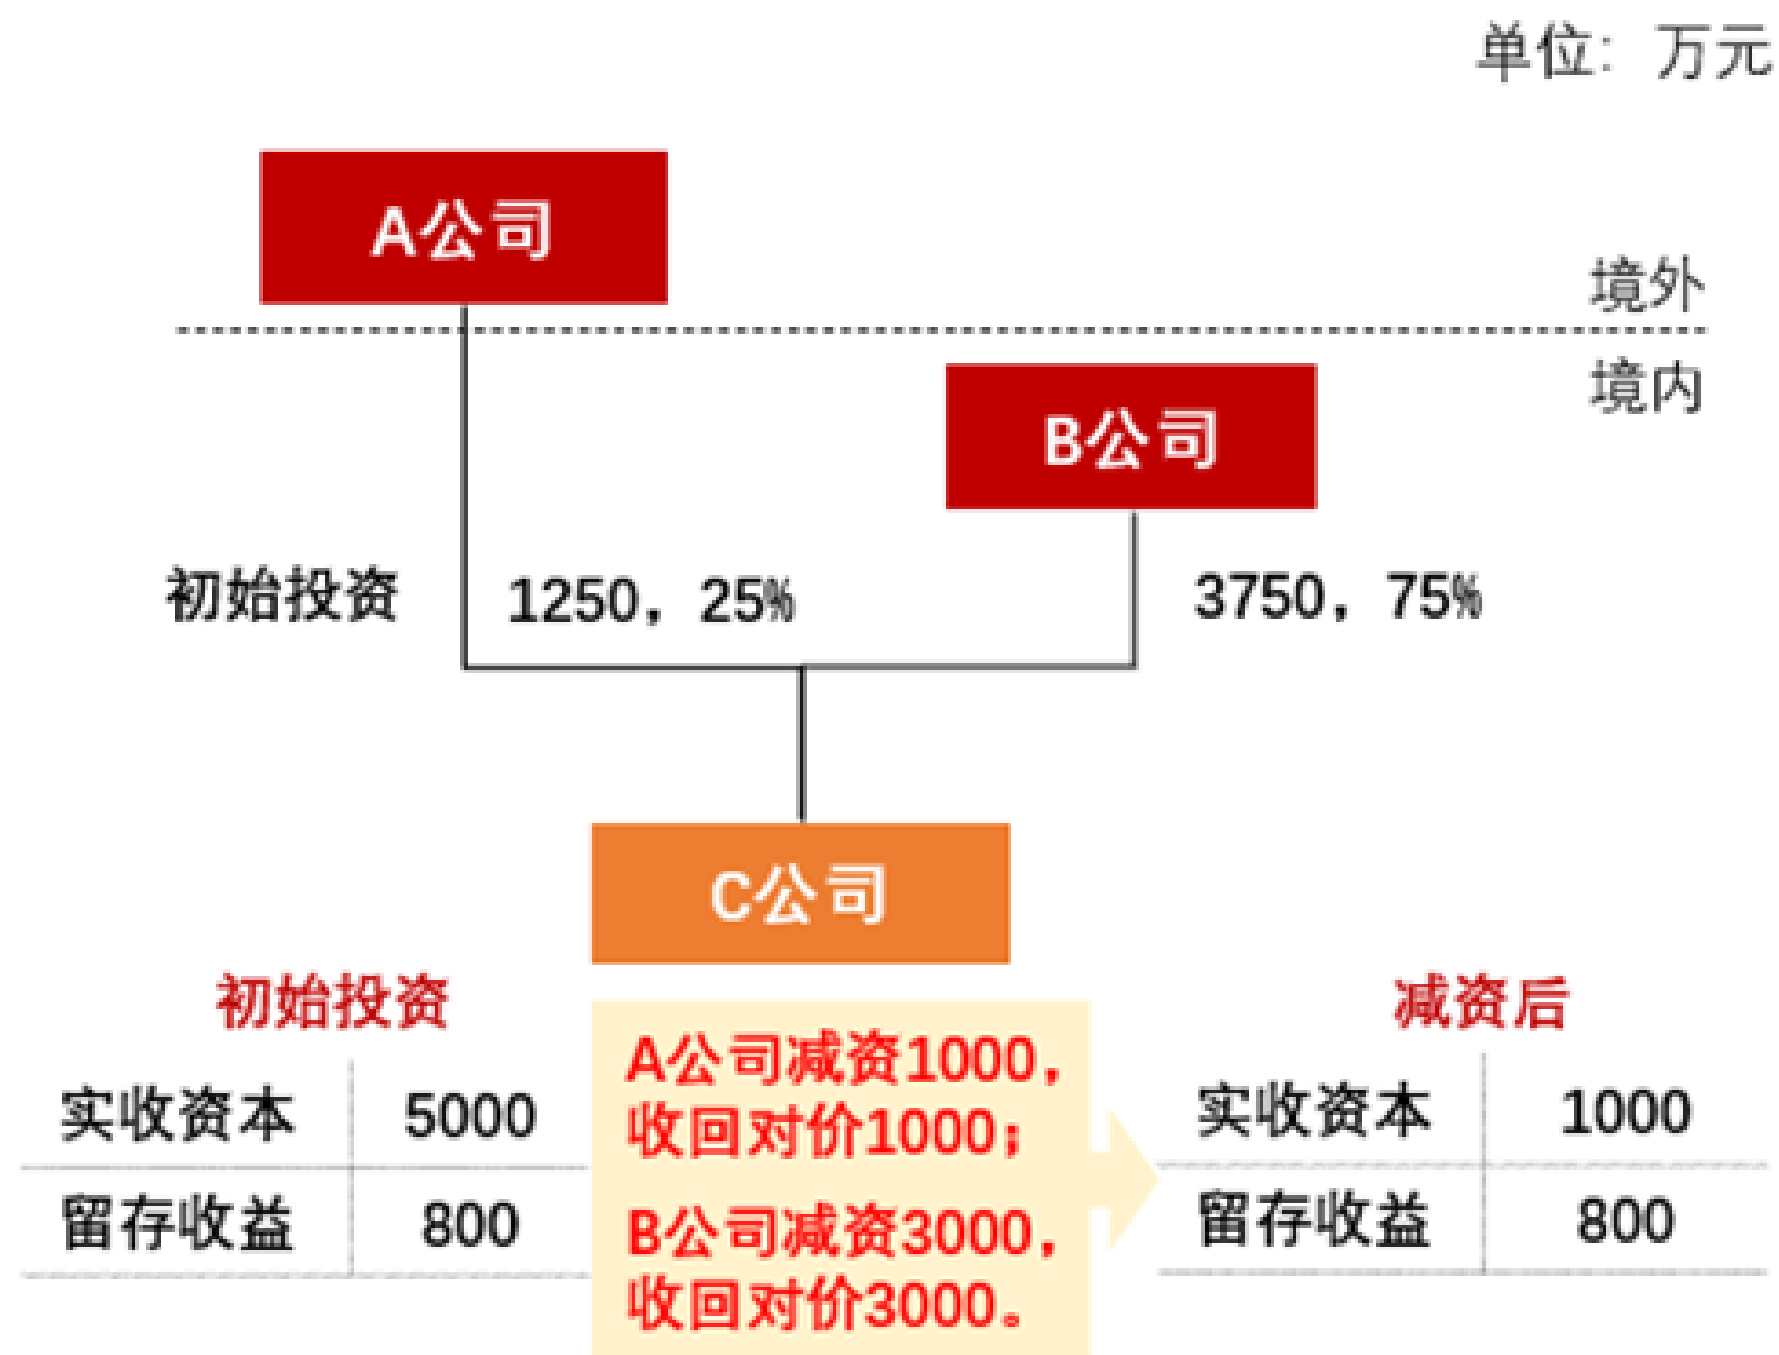 单位：万元
A公司
境外
境内
B公司
初始投资
1250，25%
3750，75%
C公司
初始投资
实收资本 5000
留存收益 800
A公司减资1000，
收回对价1000；
B公司减资3000，
收回对价3000。
减资后
实收资本 1000
留存收益 800